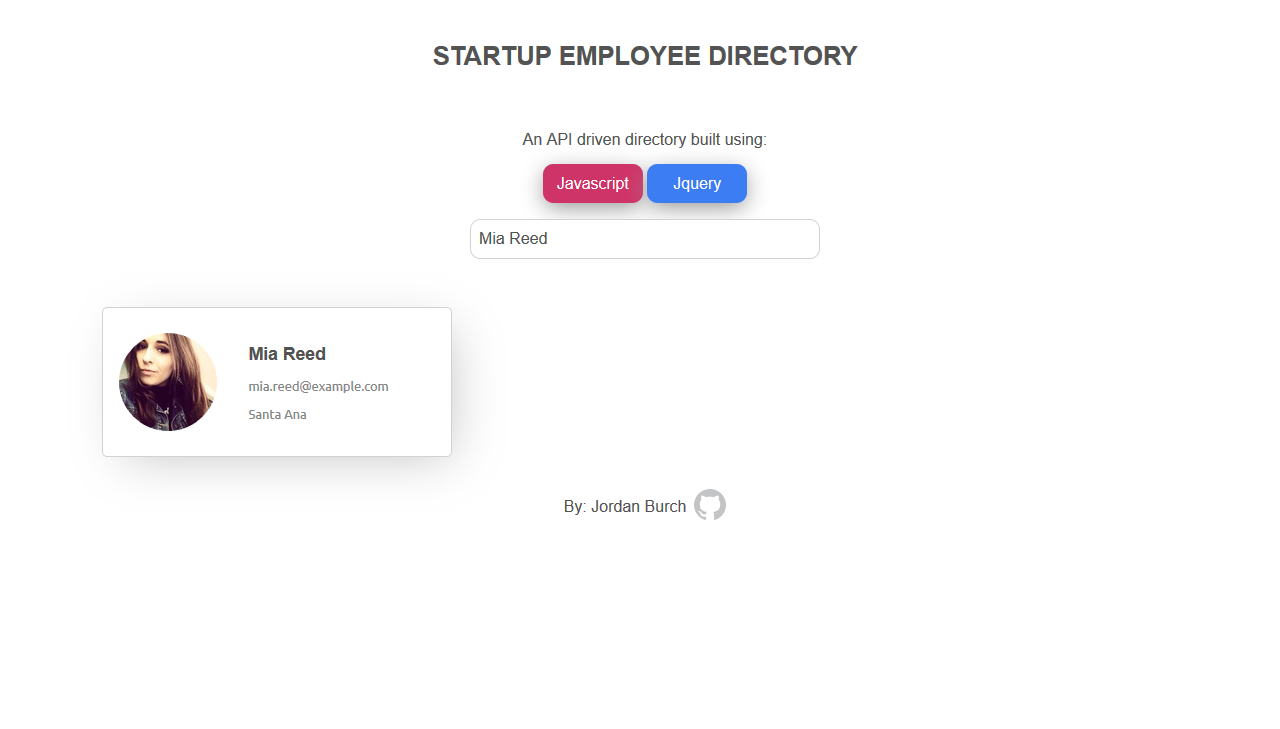 STARTUP EMPLOYEE DIRECTORY
An API driven directory built using:
Javascript Jquery
Mia Reed
Mia Reed
mia.reed@example.com
Santa Ana
By: Jordan Burch